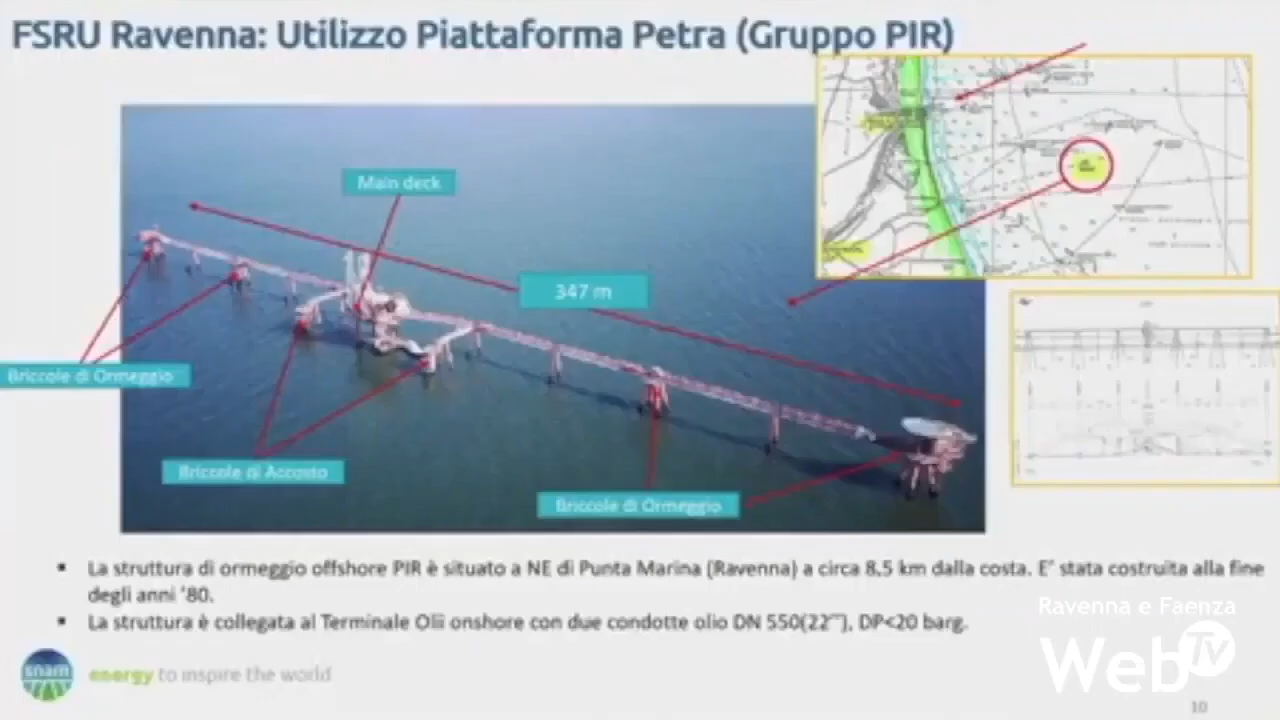 FSRU Ravenna: Utilizzo Piattaforma Petra (Gruppo PIR)
Main deck
347 m
Briccole di Ormeggio
Briccole di Accosto
Briccole di Ormeggio
▪ La struttura di ormeggio offshore PIR è situato a NE di Punta Marina (Ravenna) a circa 8,5 km dalla costa. E' stata costruita alla fine
degli anni '80.
▪ La struttura è collegata al Terminale Olii onshore con due condotte olio DN 550(22""), DP<20 barg.
Ravenna e Faenza
Web Tv
snam
energy to inspire the world
10